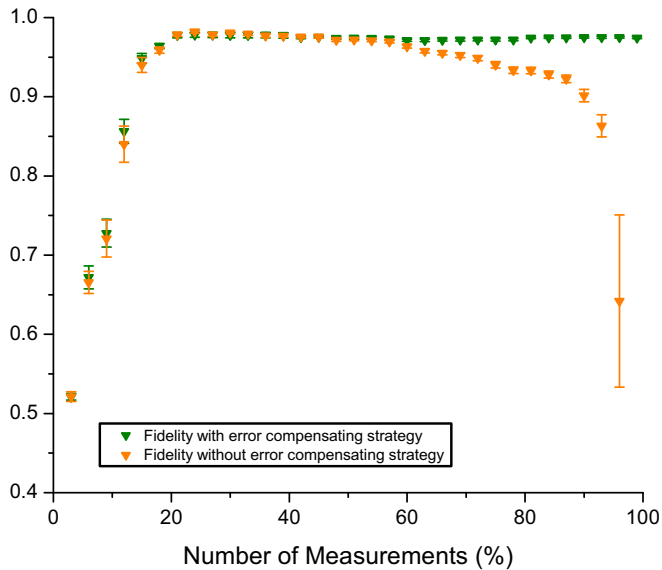 1.0
0.9
0.8
0.7
0.6
0.5
0.4
Fidelity with error compensating strategy
Fidelity without error compensating strategy
0 20 40 60 80 100
Number of Measurements (%)